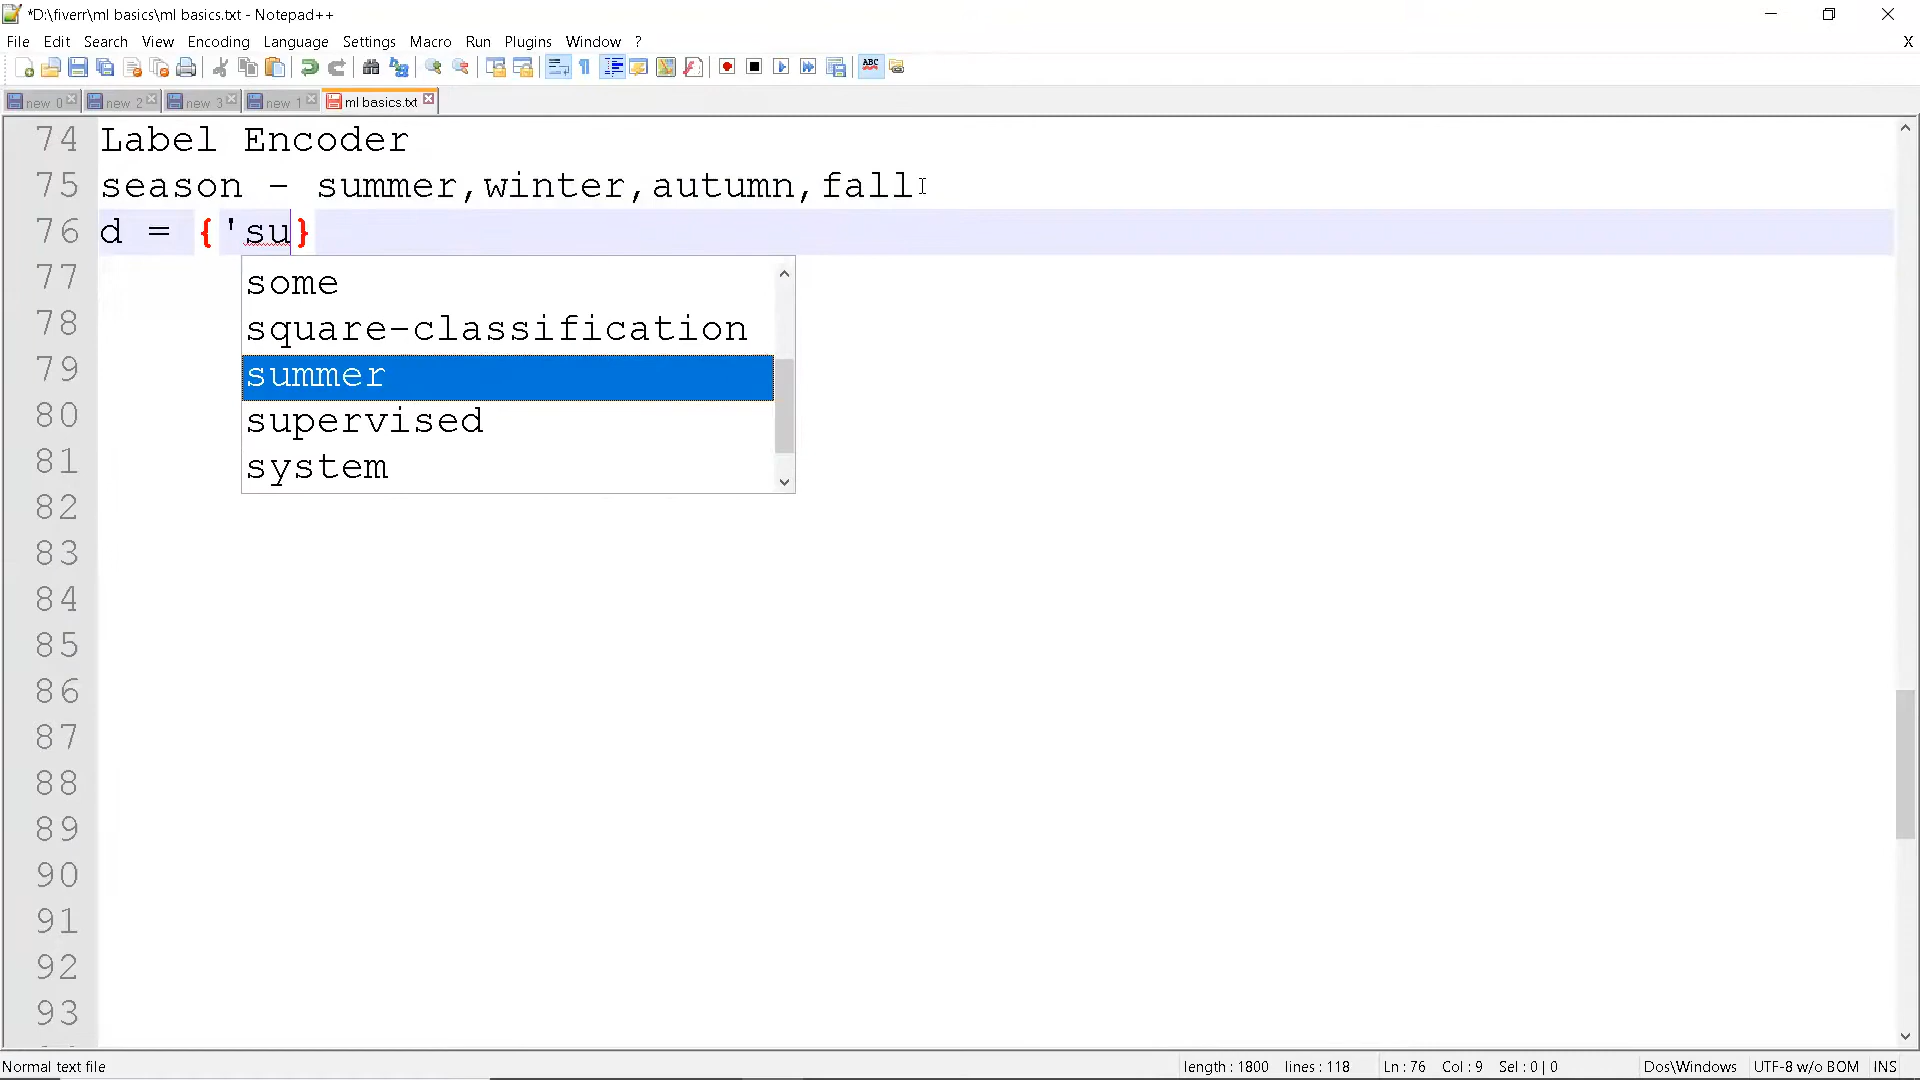 *D:\fiverr\ml basics\ml basics.txt - Notepad++
File Edit Search View Encoding Language Settings Macro Run Plugins Window ? X
ABC
new 0 new 2 new 3 new 1 ml basics.txt
74 Label Encoder
75 season - summer,winter,autumn,fall
76 d = {'su}
77 some
78 square-classification
79 summer
80 supervised
81 system
82
83
84
85
86
87
88
89
90
91
92
93
Normal text file length : 1800 lines : 118 Ln : 76 Col : 9 Sel : 0 | 0 Dos\Windows UTF-8 w/o BOM INS